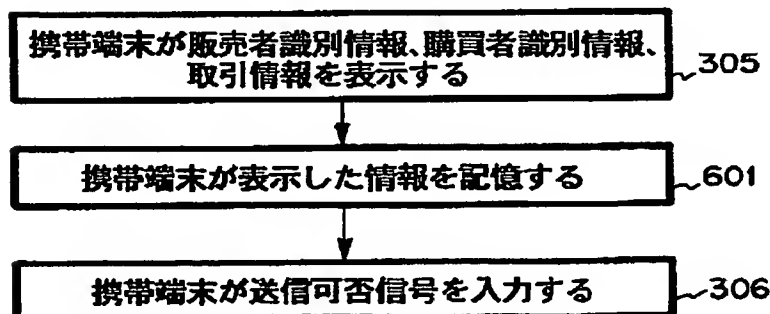 携帯端末が販売者識別情報、購買者識別情報、
取引情報を表示する
305
携帯端末が表示した情報を記憶する
601
携帯端末が送信可否信号を入力する
306